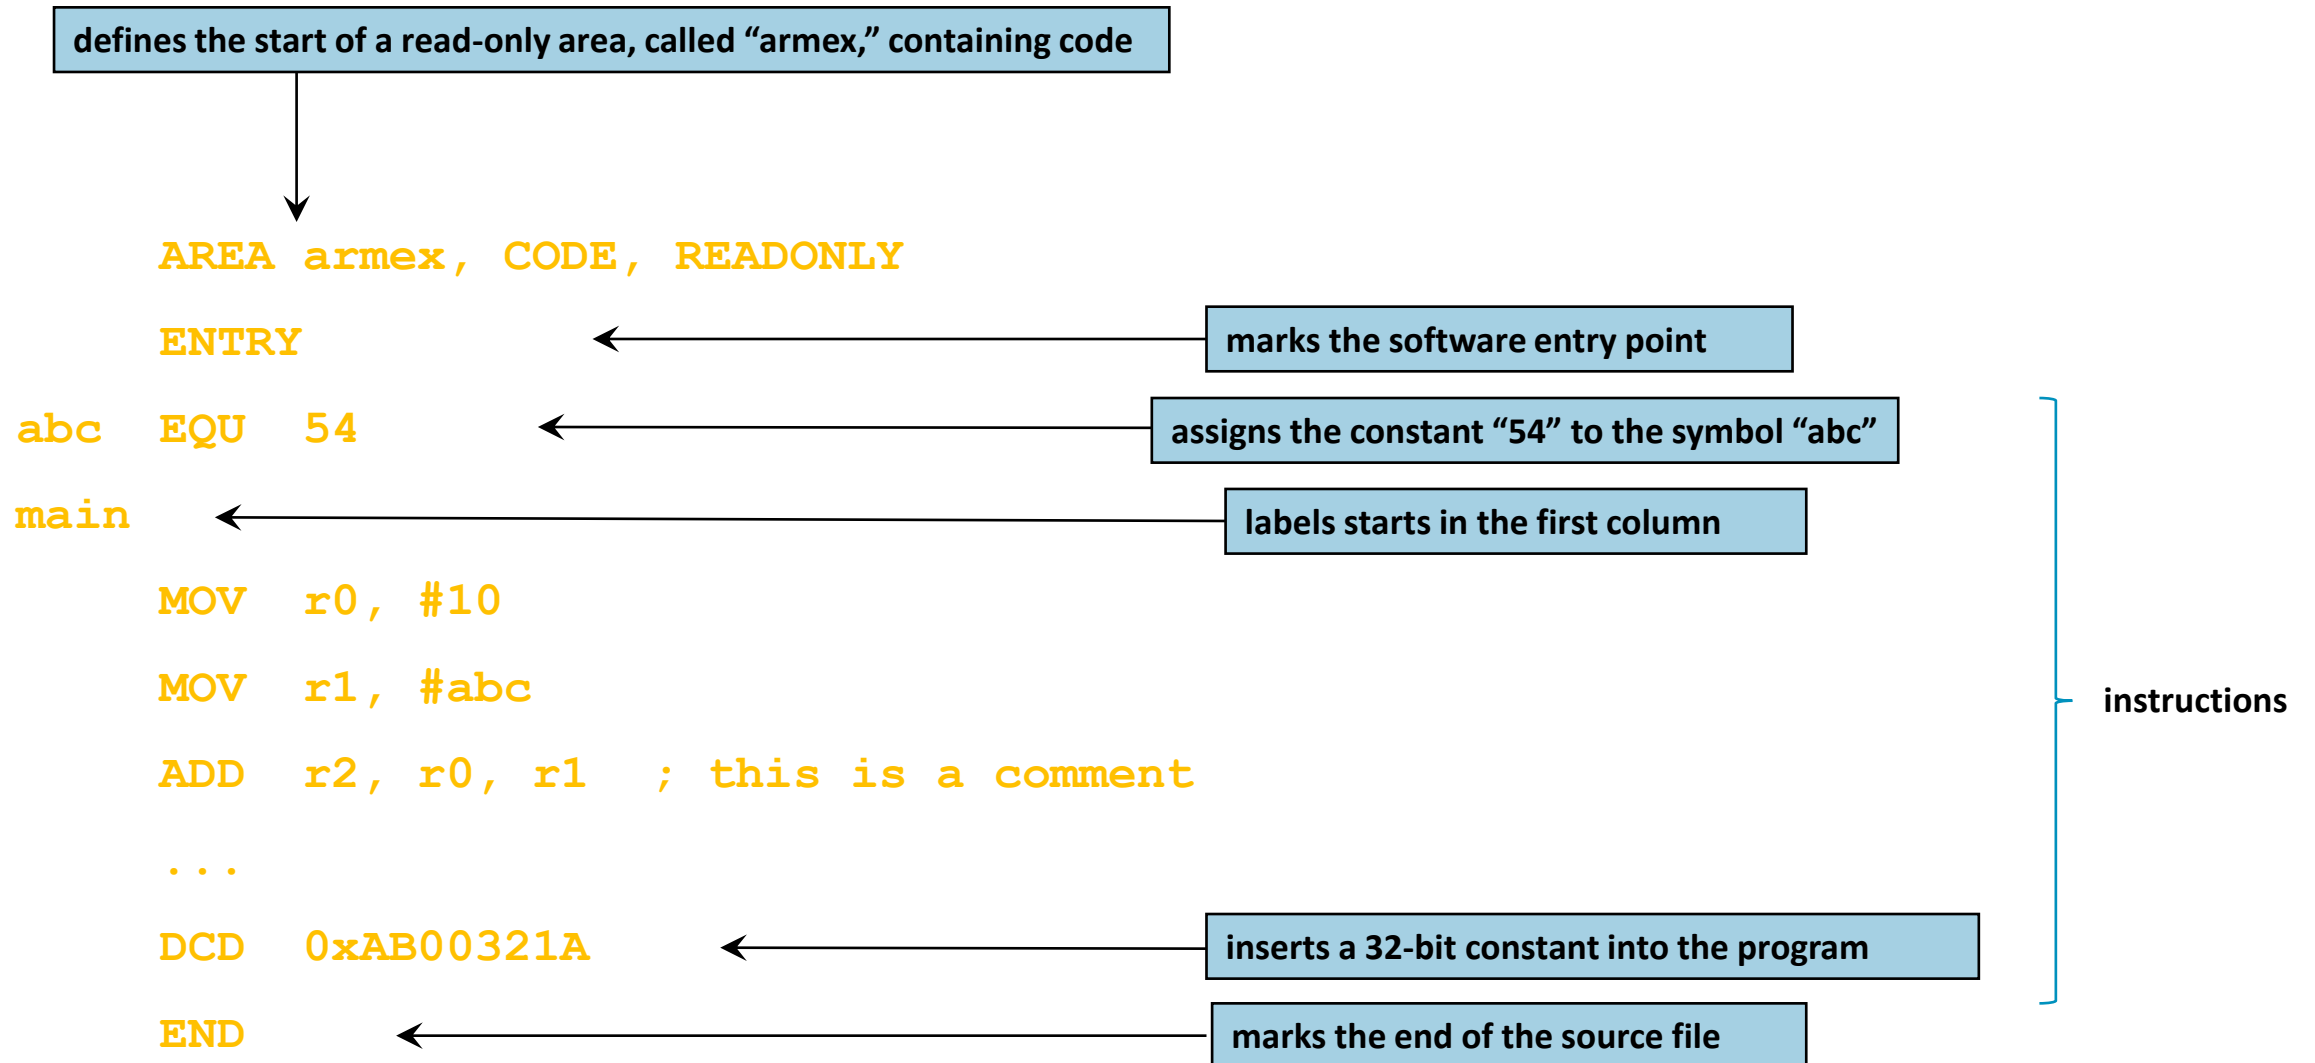 defines the start of a read-only area, called “armex,” containing code
AREA armex, CODE, READONLY
ENTRY
marks the software entry point
abc EQU 54
assigns the constant “54” to the symbol “abc”
main
labels starts in the first column
MOV r0, #10
MOV r1, #abc
instructions
ADD r2, r0, r1 ; this is a comment
...
DCD 0xAB00321A
inserts a 32-bit constant into the program
END
marks the end of the source file